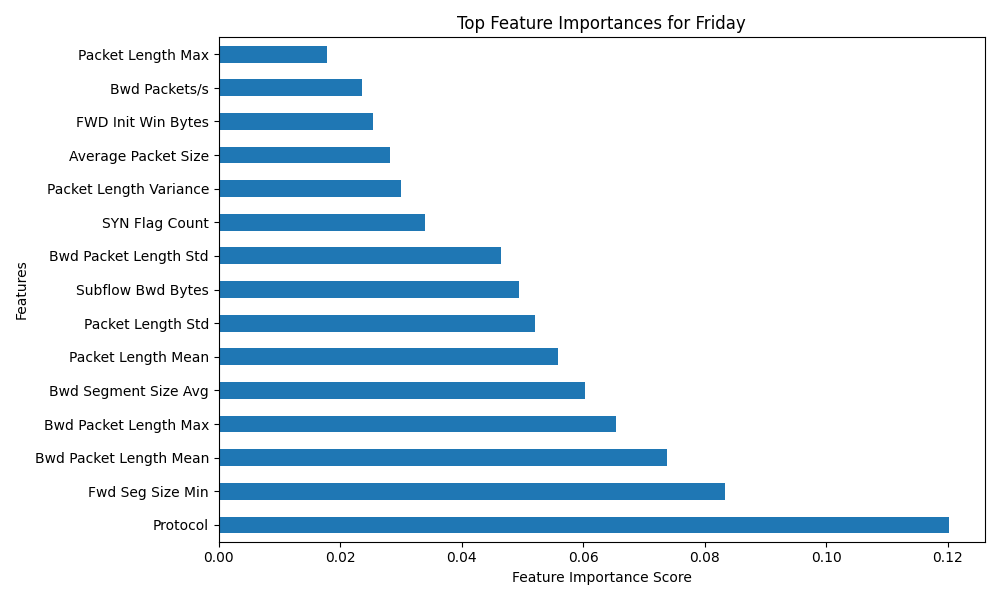 Top Feature Importances for Friday
Packet Length Max
Bwd Packets/s
FWD Init Win Bytes
Average Packet Size
Packet Length Variance
SYN Flag Count
Bwd Packet Length Std
Subflow Bwd Bytes
Packet Length Std
Packet Length Mean
Bwd Segment Size Avg
Bwd Packet Length Max
Bwd Packet Length Mean
Fwd Seg Size Min
Protocol
Features
0.00 0.02 0.04 0.06 0.08 0.10 0.12
Feature Importance Score